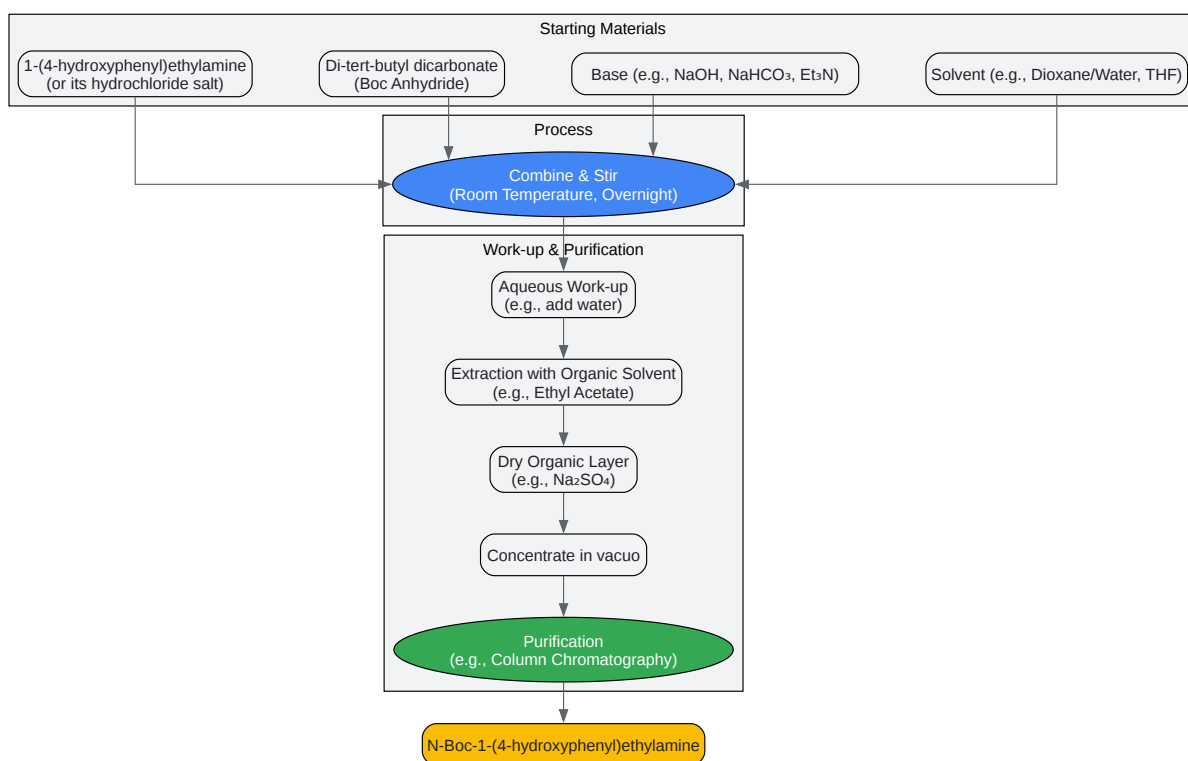 Starting Materials
1-(4-hydroxyphenyl)ethylamine
(or its hydrochloride salt)
Di-tert-butyl dicarbonate
(Boc Anhydride)
Base (e.g., NaOH, NaHCO₃, Et₃N)
Solvent (e.g., Dioxane/Water, THF)
Process
Combine & Stir
(Room Temperature, Overnight)
Work-up & Purification
Aqueous Work-up
(e.g., add water)
Extraction with Organic Solvent
(e.g., Ethyl Acetate)
Dry Organic Layer
(e.g., Na₂SO₄)
Concentrate in vacuo
Purification
(e.g., Column Chromatography)
N-Boc-1-(4-hydroxyphenyl)ethylamine